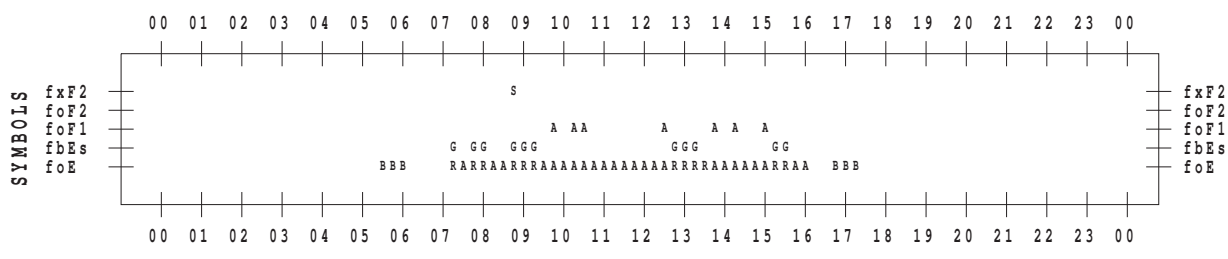 00 01 02 03 04 05 06 07 08 09 10 11 12 13 14 15 16 17 18 19 20 21 22 23 00
SYMBOLS
fxF2 S fxF2
foF2 foF2
foF1 A AA A A A A foF1
fbEs G GG GGG GGG GG fbEs
foE BBB RARRAARRRAAAAAAAAAAAAARRRRAAAAAARRAA BBB foE
00 01 02 03 04 05 06 07 08 09 10 11 12 13 14 15 16 17 18 19 20 21 22 23 00